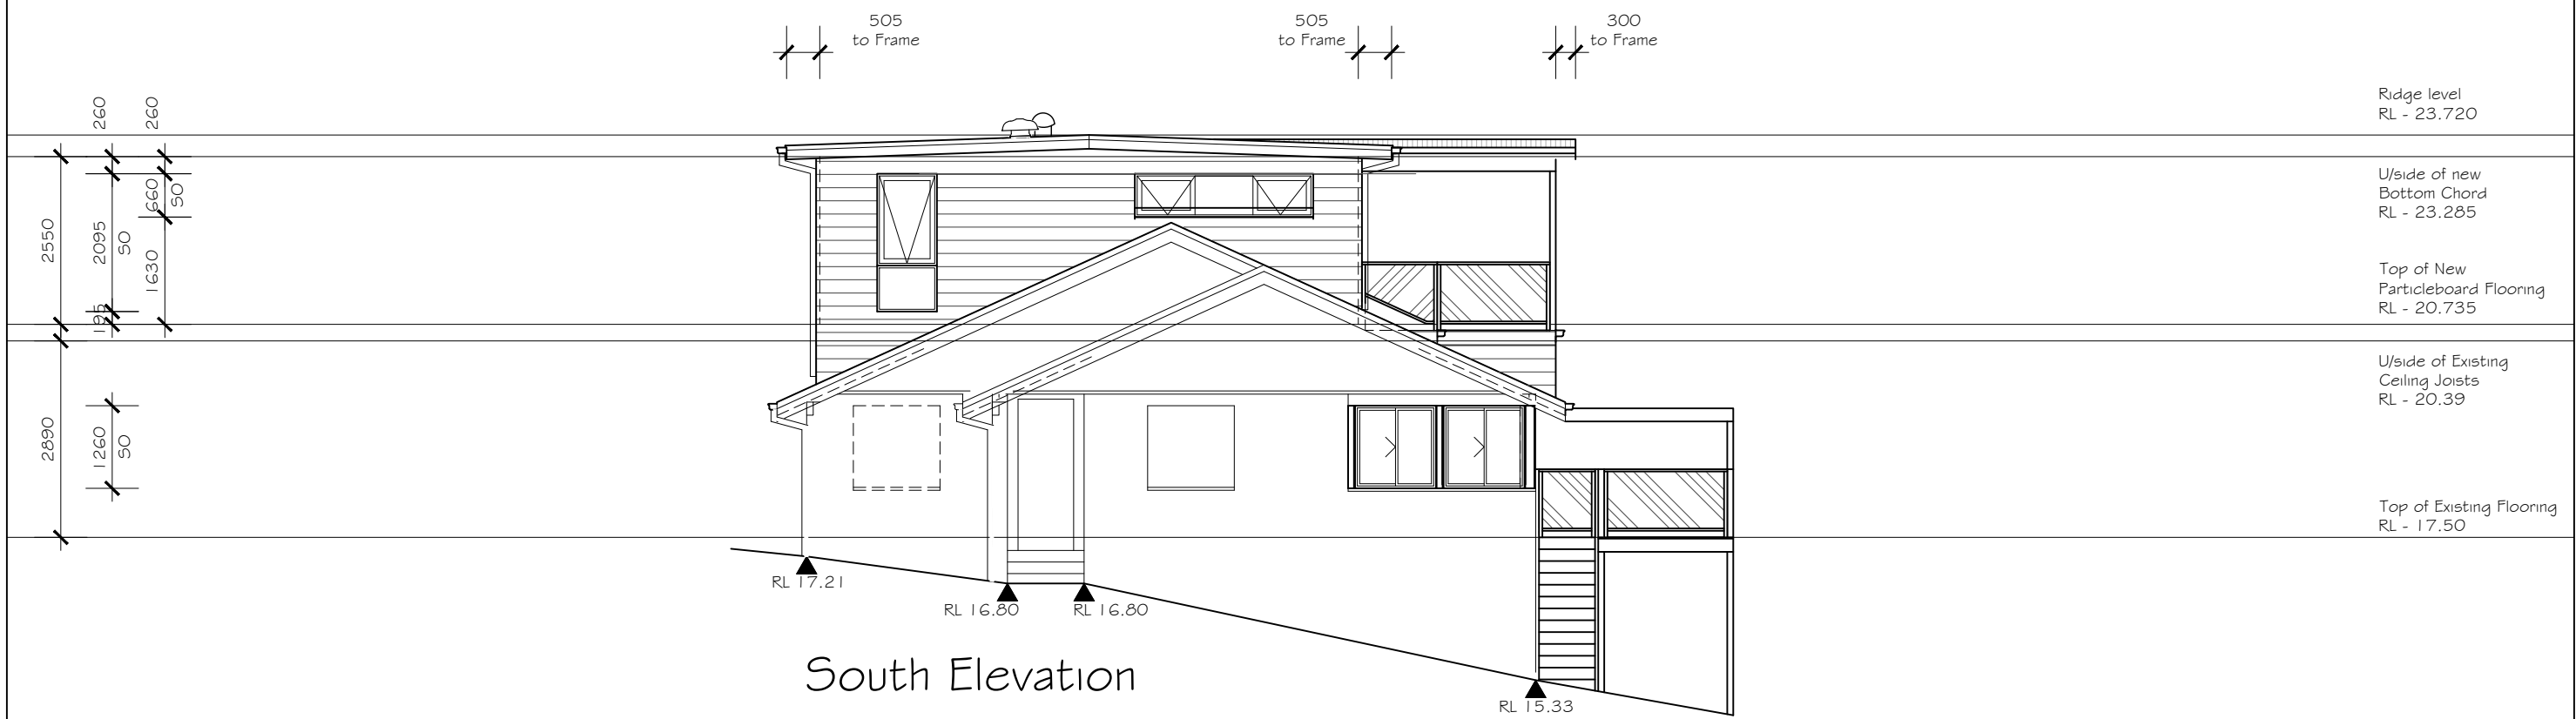 505
to Frame
505
to Frame
300
to Frame
260
260
Ridge level
RL - 23.720
2550
2095
50
660
50
1630
195
U/side of new
Bottom Chord
RL - 23.285
Top of New
Particleboard Flooring
RL - 20.735
U/side of Existing
Ceiling Joists
RL - 20.39
2890
1260
50
Top of Existing Flooring
RL - 17.50
RL 17.21
RL 16.80
RL 16.80
South Elevation
RL 15.33